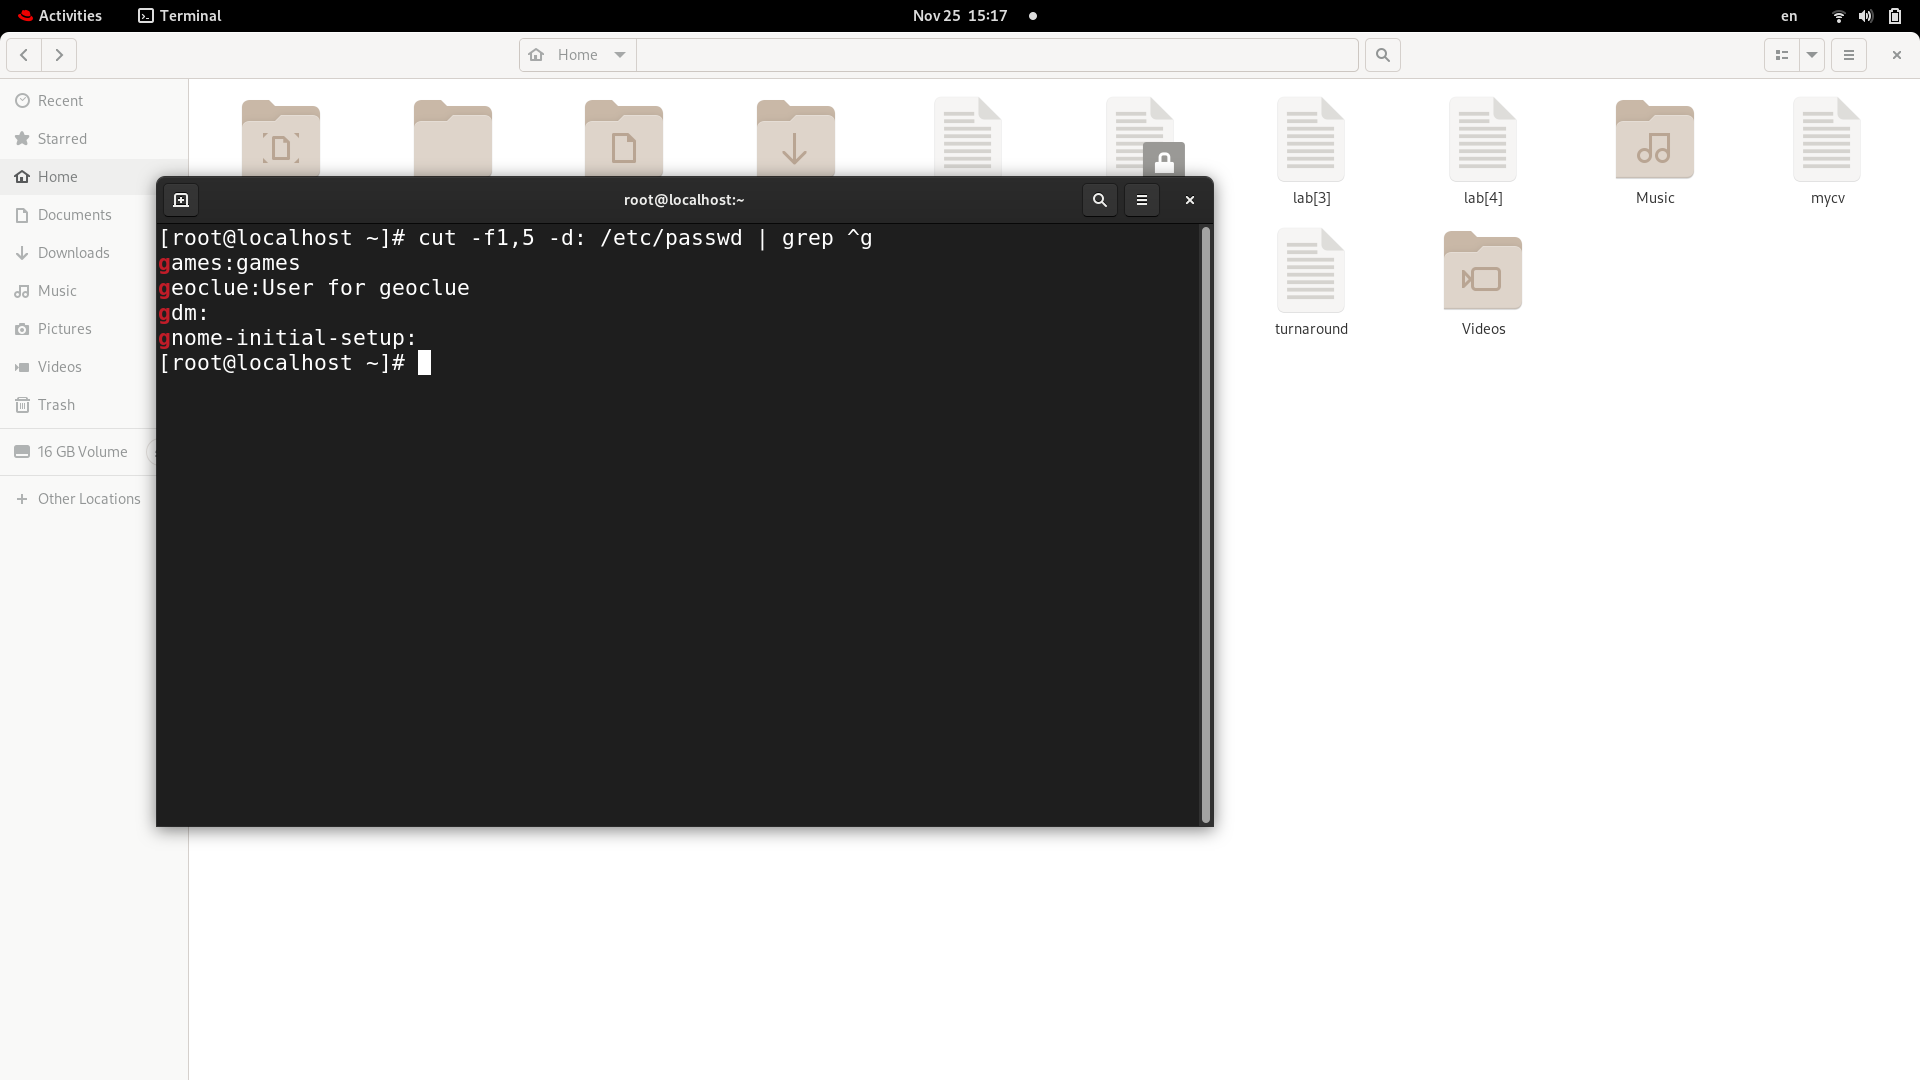 Activities Terminal Nov 25 15:17 en
Home
Recent
Starred
Home
Documents
Downloads
Music
Pictures
Videos
Trash
16 GB Volume
Other Locations
lab[3] lab[4] Music mycv
turnaround Videos
root@localhost:~
[root@localhost ~]# cut -f1,5 -d: /etc/passwd | grep ^g
games:games
geoclue:User for geoclue
gdm:
gnome-initial-setup:
[root@localhost ~]#